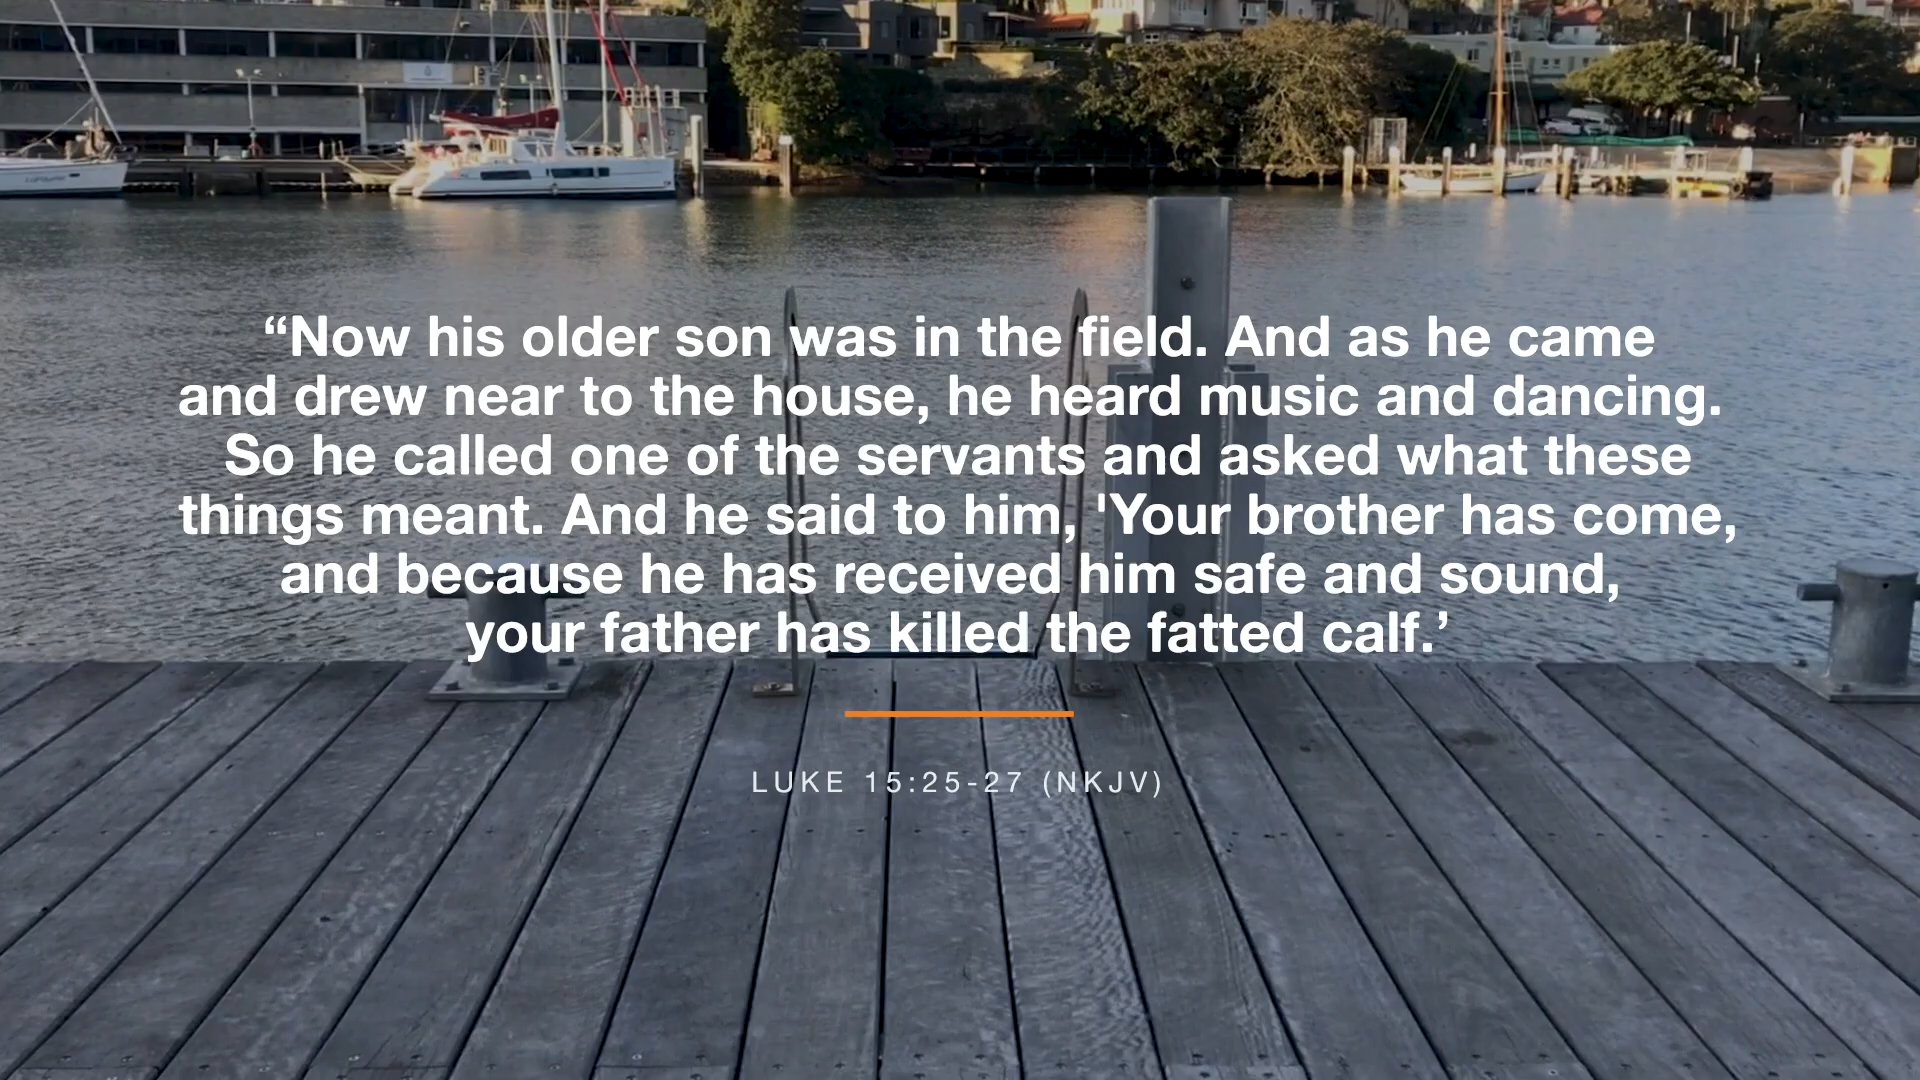 “Now his older son was in the field. And as he came
and drew near to the house, he heard music and dancing.
So he called one of the servants and asked what these
things meant. And he said to him, 'Your brother has come,
and because he has received him safe and sound,
your father has killed the fatted calf.’
LUKE 15:25-27 (NKJV)